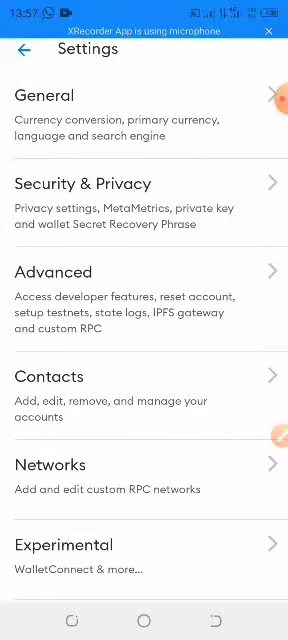 13:57
XRecorder App is using microphone
Settings
General
Currency conversion, primary currency,
language and search engine
Security & Privacy
Privacy settings, MetaMetrics, private key
and wallet Secret Recovery Phrase
Advanced
Access developer features, reset account,
setup testnets, state logs, IPFS gateway
and custom RPC
Contacts
Add, edit, remove, and manage your
accounts
Networks
Add and edit custom RPC networks
Experimental
WalletConnect & more...